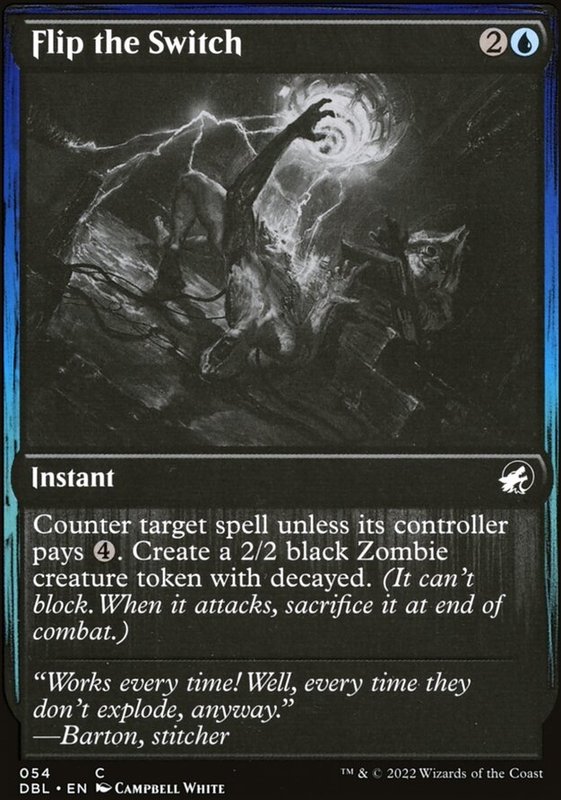 Flip the Switch 2
Instant
Counter target spell unless its controller
pays 4. Create a 2/2 black Zombie
creature token with decayed. (It can't
block. When it attacks, sacrifice it at end of
combat.)
"Works every time! Well, every time they
don't explode, anyway."
—Barton, stitcher
054 C
DBL • EN Campbell White
™ & © 2022 Wizards of the Coast